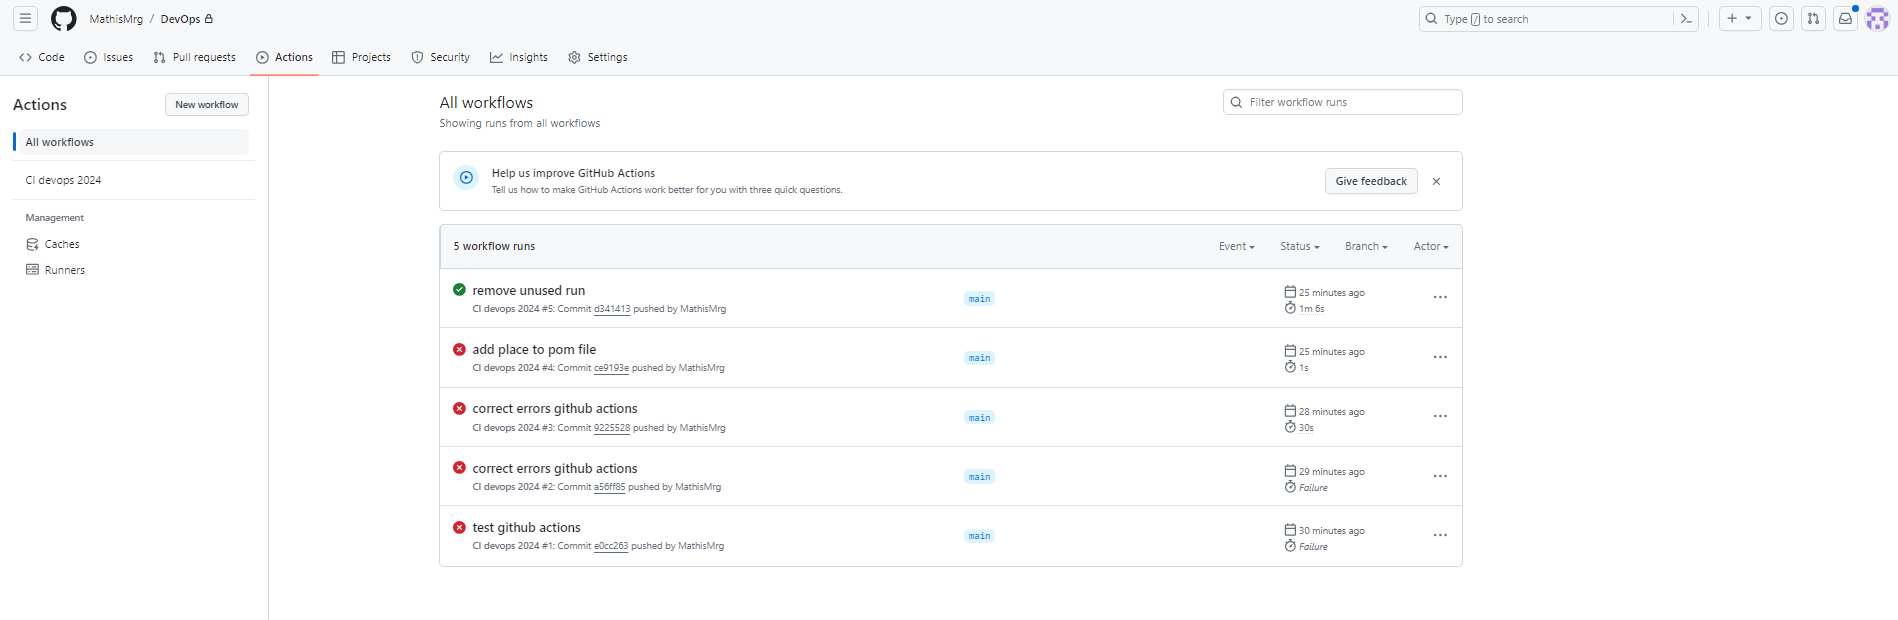 MathisMrg / DevOps
Type / to search
Code Issues Pull requests Actions Projects Security Insights Settings
Actions
New workflow
All workflows
CI devops 2024
Management
Caches
Runners
All workflows
Showing runs from all workflows
Filter workflow runs
Help us improve GitHub Actions
Tell us how to make GitHub Actions work better for you with three quick questions.
Give feedback
5 workflow runs
Event Status Branch Actor
remove unused run
CI devops 2024 #5: Commit d341413 pushed by MathisMrg
main
25 minutes ago
1m 6s
add place to pom file
CI devops 2024 #4: Commit ce9193e pushed by MathisMrg
main
25 minutes ago
1s
correct errors github actions
CI devops 2024 #3: Commit 9225528 pushed by MathisMrg
main
28 minutes ago
30s
correct errors github actions
CI devops 2024 #2: Commit a56ff85 pushed by MathisMrg
main
29 minutes ago
Failure
test github actions
CI devops 2024 #1: Commit e0cc263 pushed by MathisMrg
main
30 minutes ago
Failure